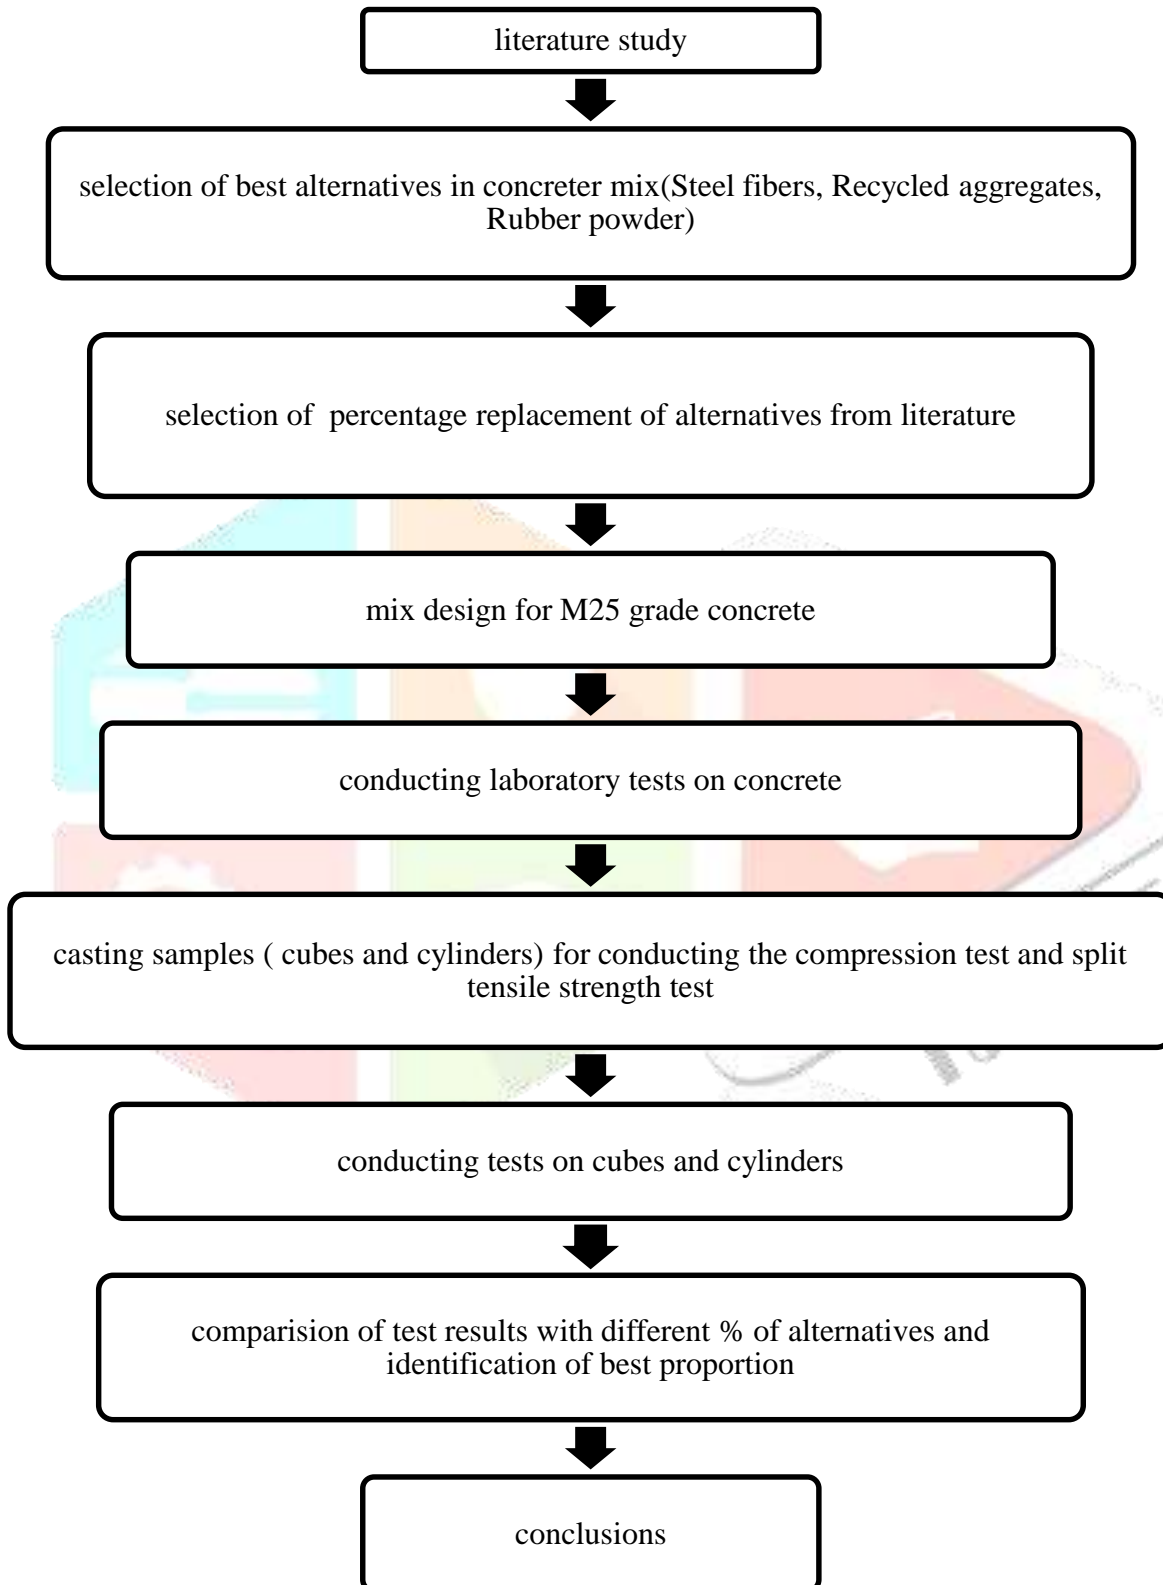 literature study
selection of best alternatives in concreter mix(Steel fibers, Recycled aggregates,
Rubber powder)
selection of  percentage replacement of alternatives from literature
mix design for M25 grade concrete
conducting laboratory tests on concrete
casting samples ( cubes and cylinders) for conducting the compression test and split
tensile strength test
conducting tests on cubes and cylinders
comparision of test results with different % of alternatives and
identification of best proportion
conclusions